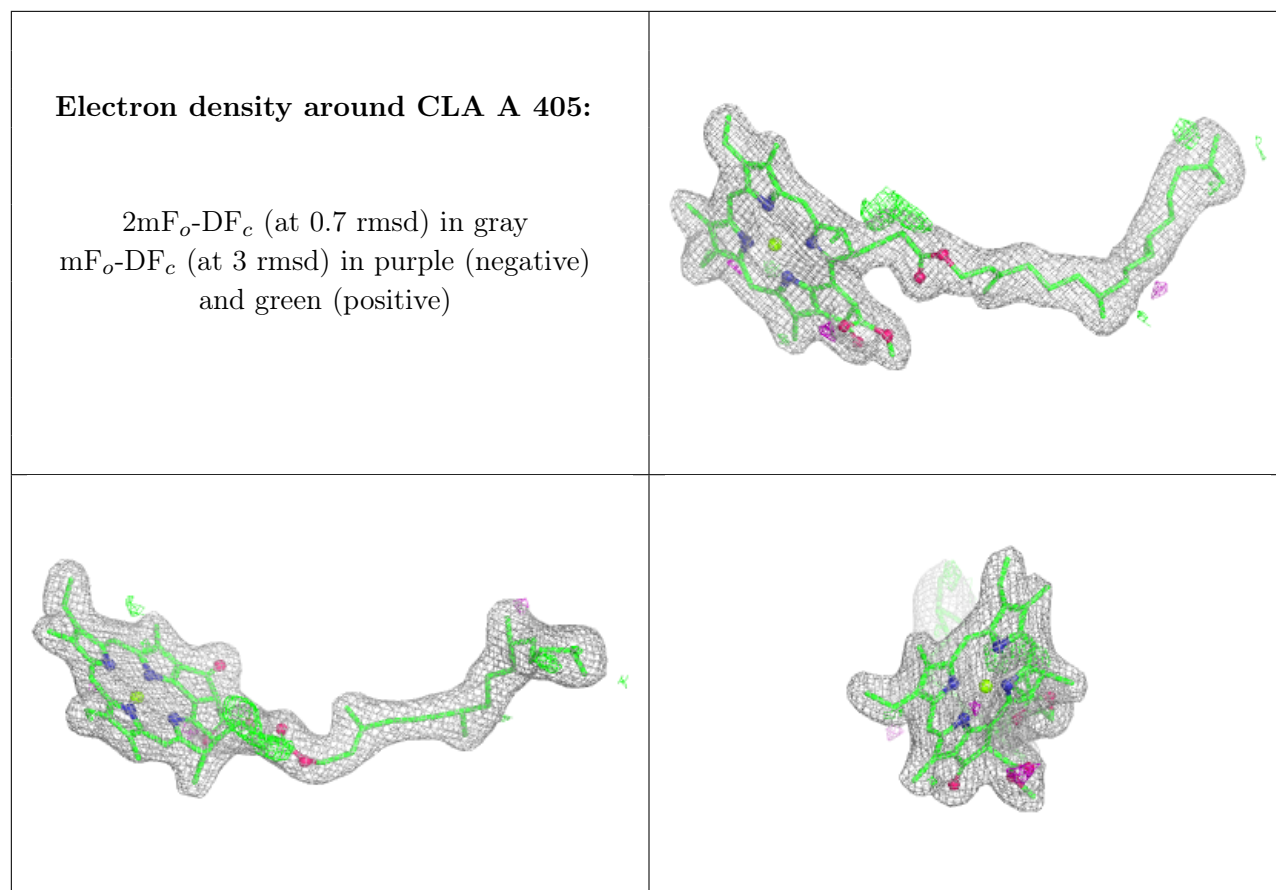 Electron density around CLA A 405:
2mFo-DFc (at 0.7 rmsd) in gray
mFo-DFc (at 3 rmsd) in purple (negative)
and green (positive)